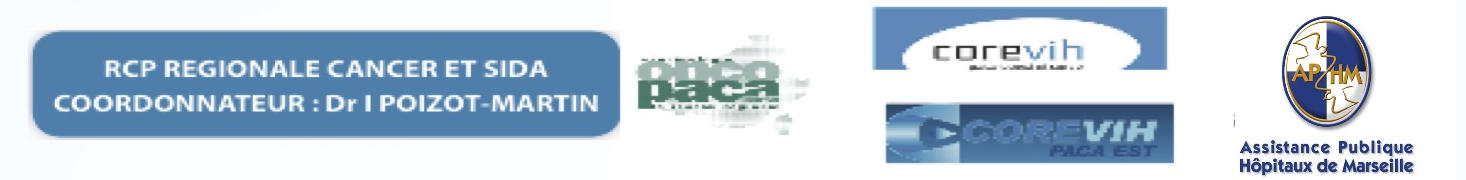 RCP REGIONALE CANCER ET SIDA
COORDONNATEUR : Dr I POIZOT-MARTIN
onco
paca
corevih
COREVIH
PACA EST
AP HM
Assistance Publique
Hôpitaux de Marseille